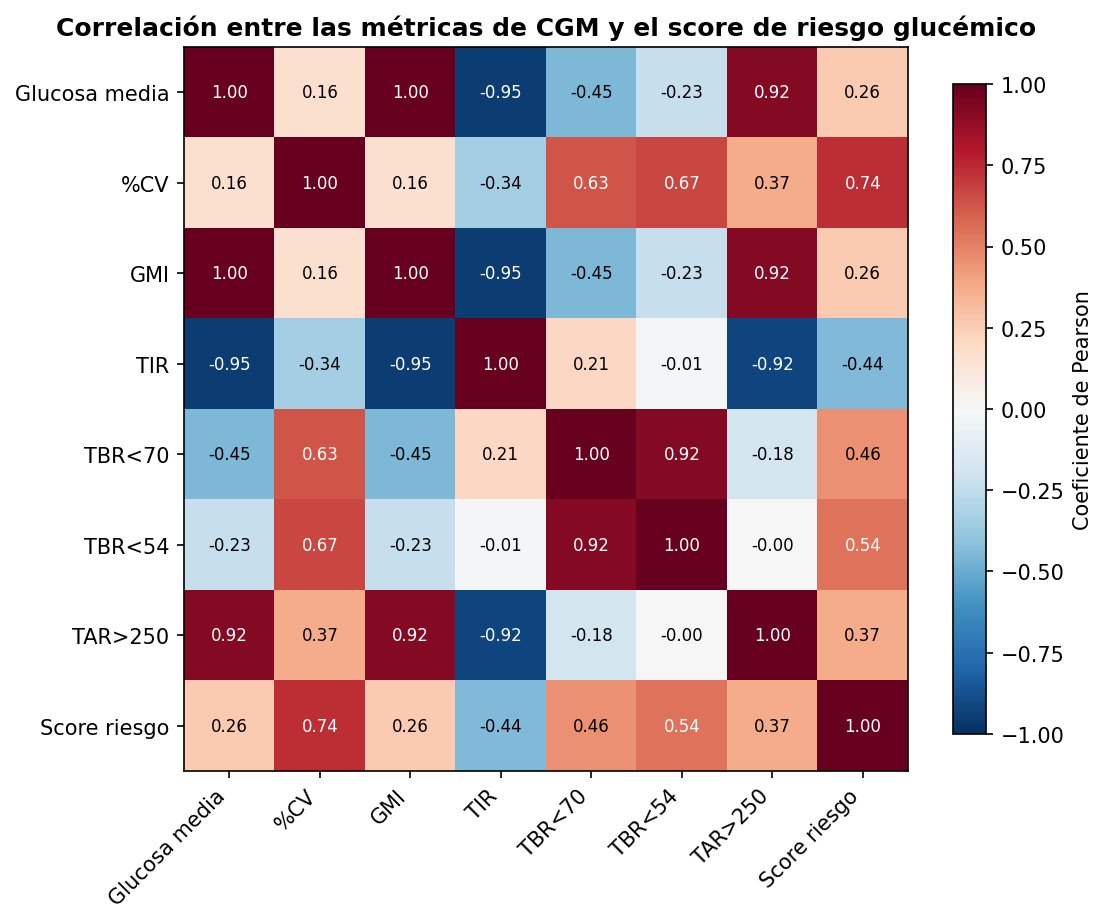 Correlación entre las métricas de CGM y el score de riesgo glucémico
Glucosa media 1.00 0.16 1.00 -0.95 -0.45 -0.23 0.92 0.26
%CV 0.16 1.00 0.16 -0.34 0.63 0.67 0.37 0.74
GMI 1.00 0.16 1.00 -0.95 -0.45 -0.23 0.92 0.26
TIR -0.95 -0.34 -0.95 1.00 0.21 -0.01 -0.92 -0.44
TBR<70 -0.45 0.63 -0.45 0.21 1.00 0.92 -0.18 0.46
TBR<54 -0.23 0.67 -0.23 -0.01 0.92 1.00 -0.00 0.54
TAR>250 0.92 0.37 0.92 -0.92 -0.18 -0.00 1.00 0.37
Score riesgo 0.26 0.74 0.26 -0.44 0.46 0.54 0.37 1.00
Glucosa media %CV GMI TIR TBR<70 TBR<54 TAR>250 Score riesgo
1.00
0.75
0.50
0.25
0.00
−0.25
−0.50
−0.75
−1.00
Coeficiente de Pearson